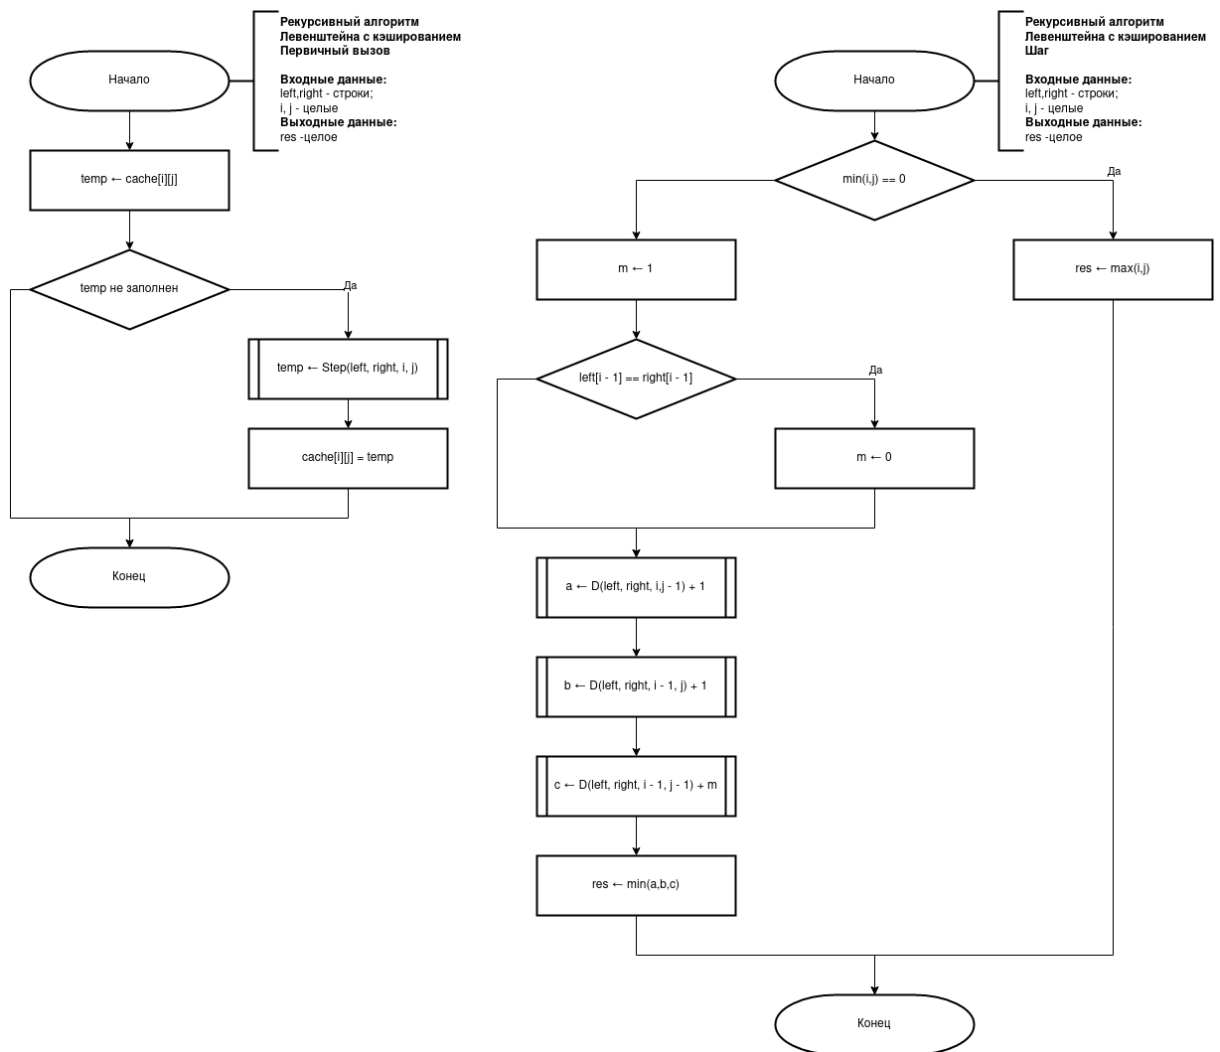 Рекурсивный алгоритм
Левенштейна с кэшированием
Первичный вызов
Входные данные:
left,right - строки;
i, j - целые
Выходные данные:
res -целое
Начало
temp ← cache[i][j]
temp не заполнен
Да
temp ← Step(left, right, i, j)
cache[i][j] = temp
Конец
Рекурсивный алгоритм
Левенштейна с кэшированием
Шаг
Входные данные:
left,right - строки;
i, j - целые
Выходные данные:
res -целое
Начало
min(i,j) == 0
Да
m ← 1
res ← max(i,j)
left[i - 1] == right[i - 1]
Да
m ← 0
a ← D(left, right, i,j - 1) + 1
b ← D(left, right, i - 1, j) + 1
c ← D(left, right, i - 1, j - 1) + m
res ← min(a,b,c)
Конец